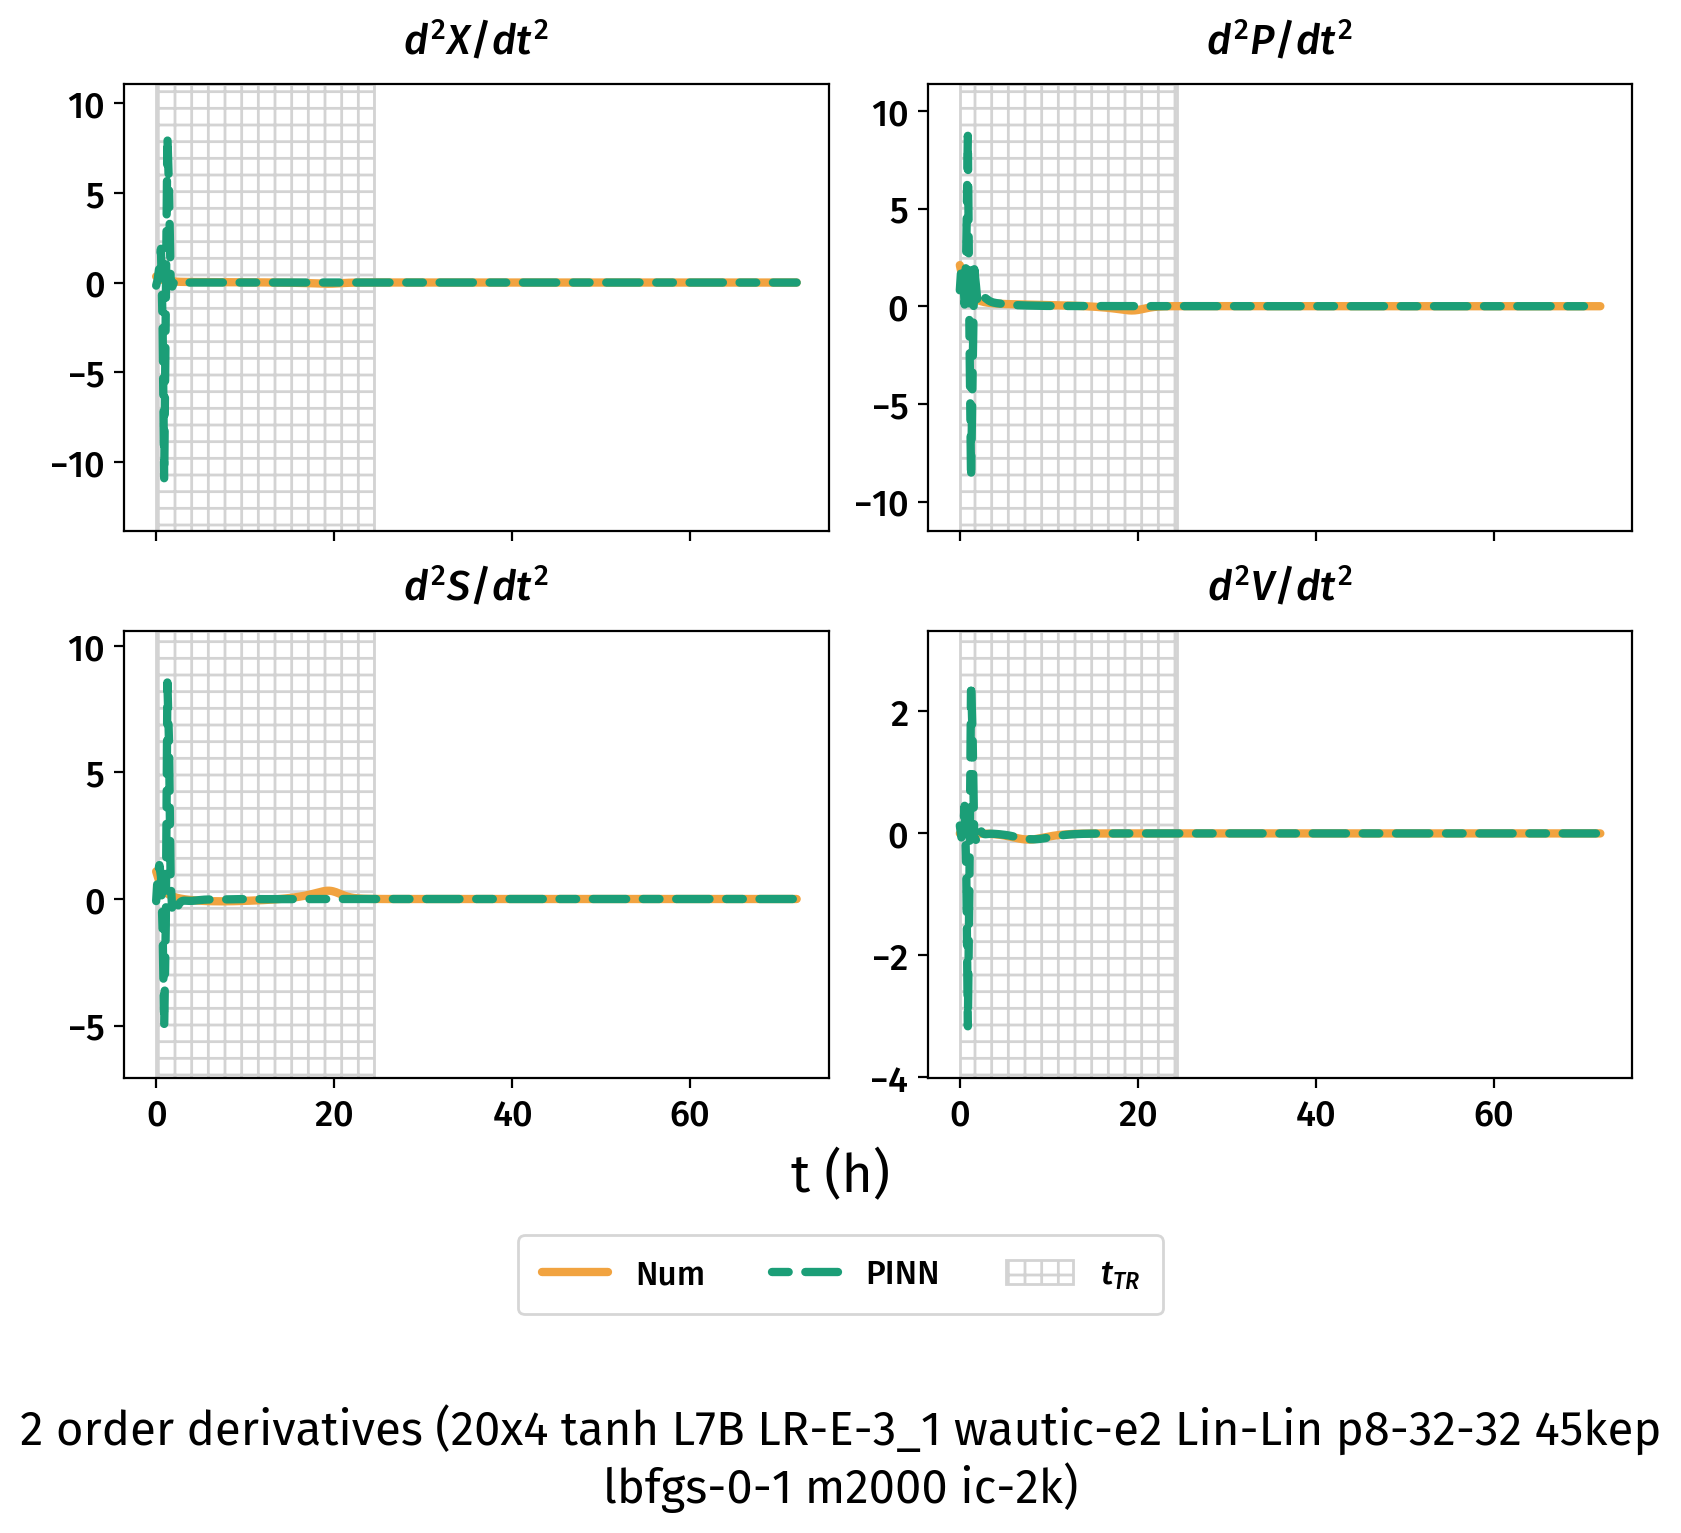 d²X/dt²
d²P/dt²
10
5
0
−5
−10
10
5
0
−5
−10
d²S/dt²
d²V/dt²
10
5
0
−5
2
0
−2
−4
0 20 40 60
0 20 40 60
t (h)
Num PINN t_TR
2 order derivatives (20x4 tanh L7B LR-E-3_1 wautic-e2 Lin-Lin p8-32-32 45kep
lbfgs-0-1 m2000 ic-2k)